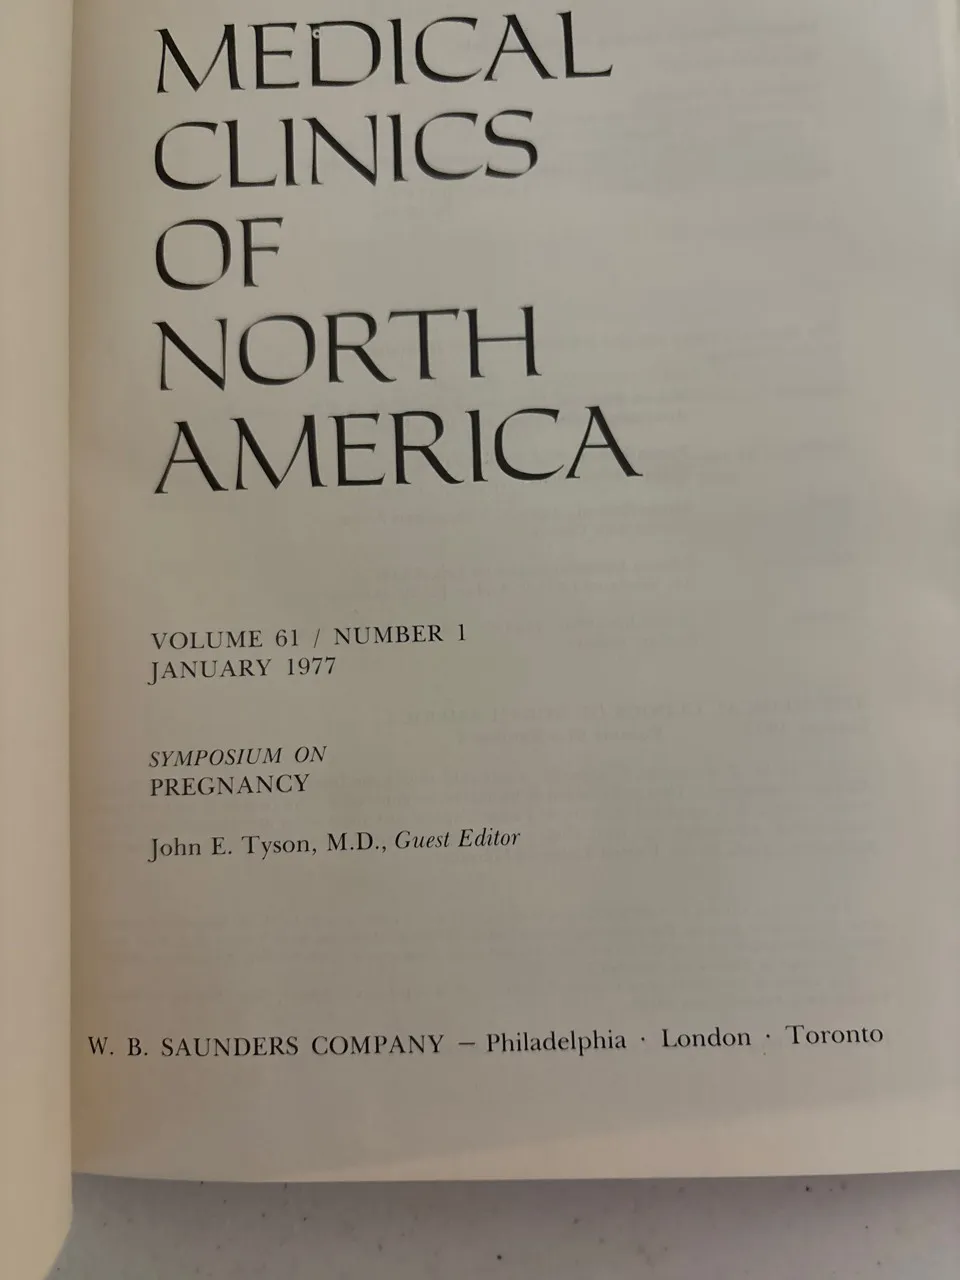 MEDICAL
CLINICS
OF
NORTH
AMERICA
VOLUME 61 / NUMBER 1
JANUARY 1977
SYMPOSIUM ON
PREGNANCY
John E. Tyson, M.D., Guest Editor
W. B. SAUNDERS COMPANY — Philadelphia · London · Toronto